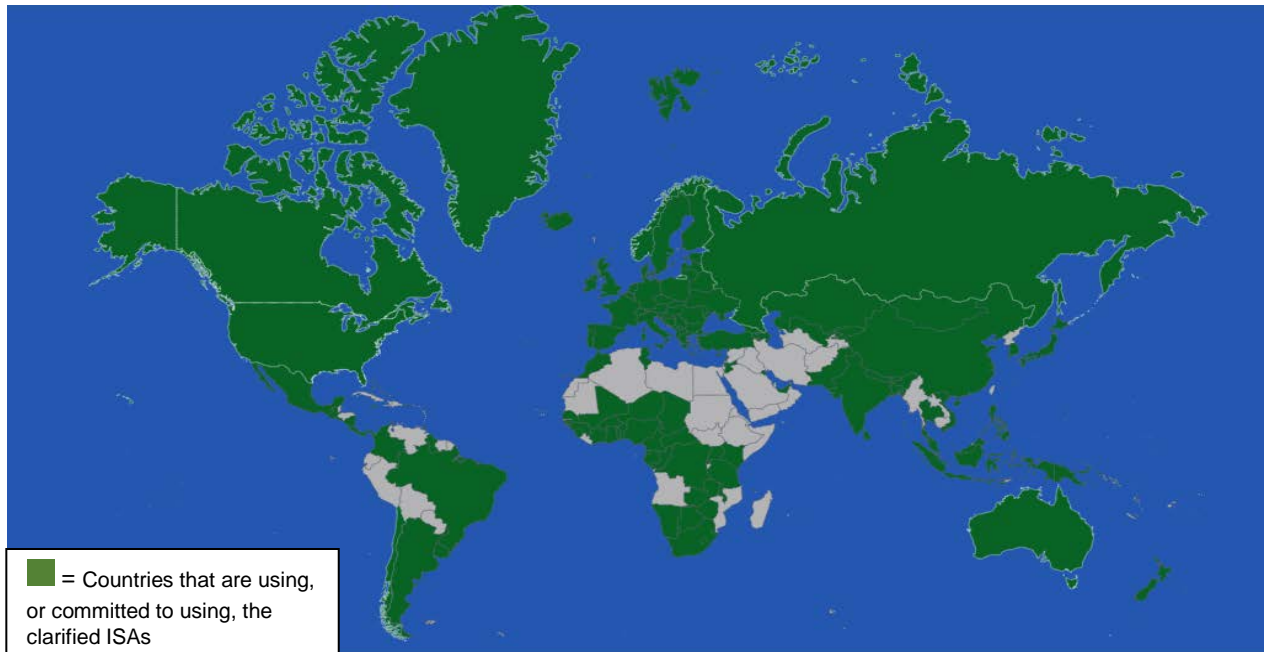 = Countries that are using,
or committed to using, the
clarified ISAs